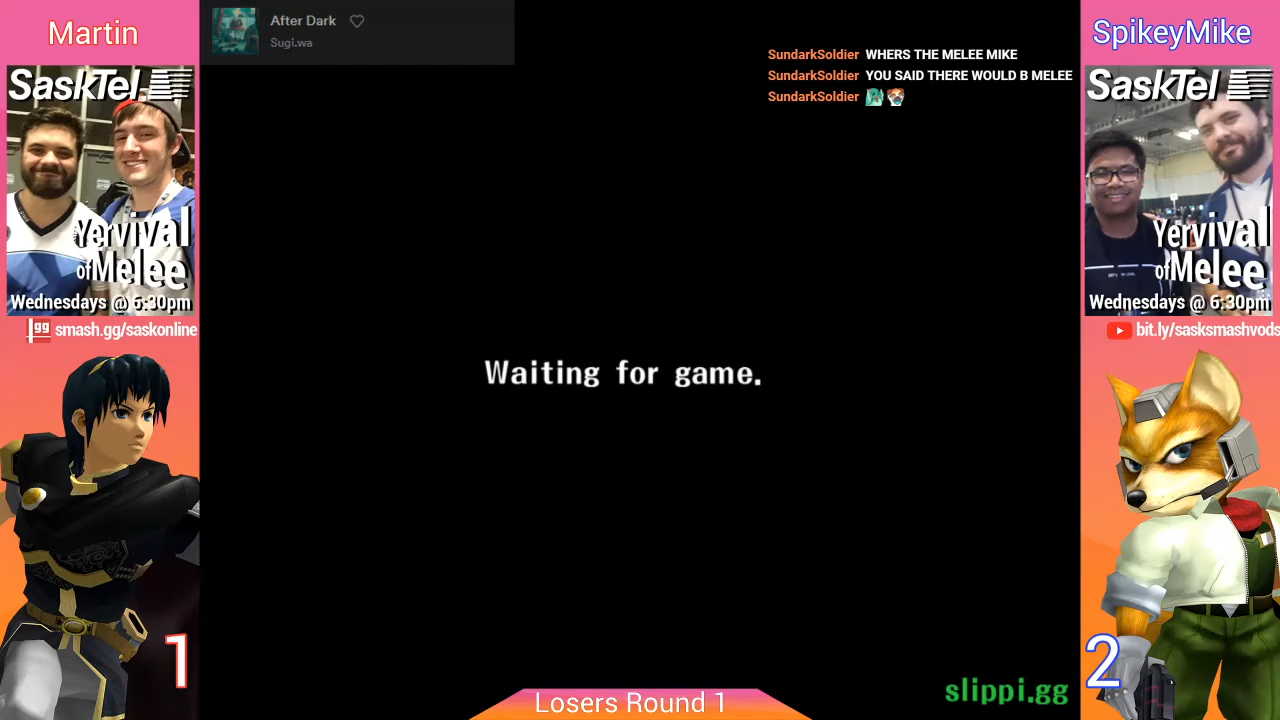 Martin
SaskTel
Yervival
of Melee
Wednesdays @ 6:30pm
gg smash.gg/saskonline
1
After Dark
Sugi.wa
SundarkSoldier WHERS THE MELEE MIKE
SundarkSoldier YOU SAID THERE WOULD B MELEE
SundarkSoldier
Waiting for game.
slippi.gg
Losers Round 1
SpikeyMike
SaskTel
Yervival
of Melee
Wednesdays @ 6:30pm
bit.ly/sasksmashvods
2